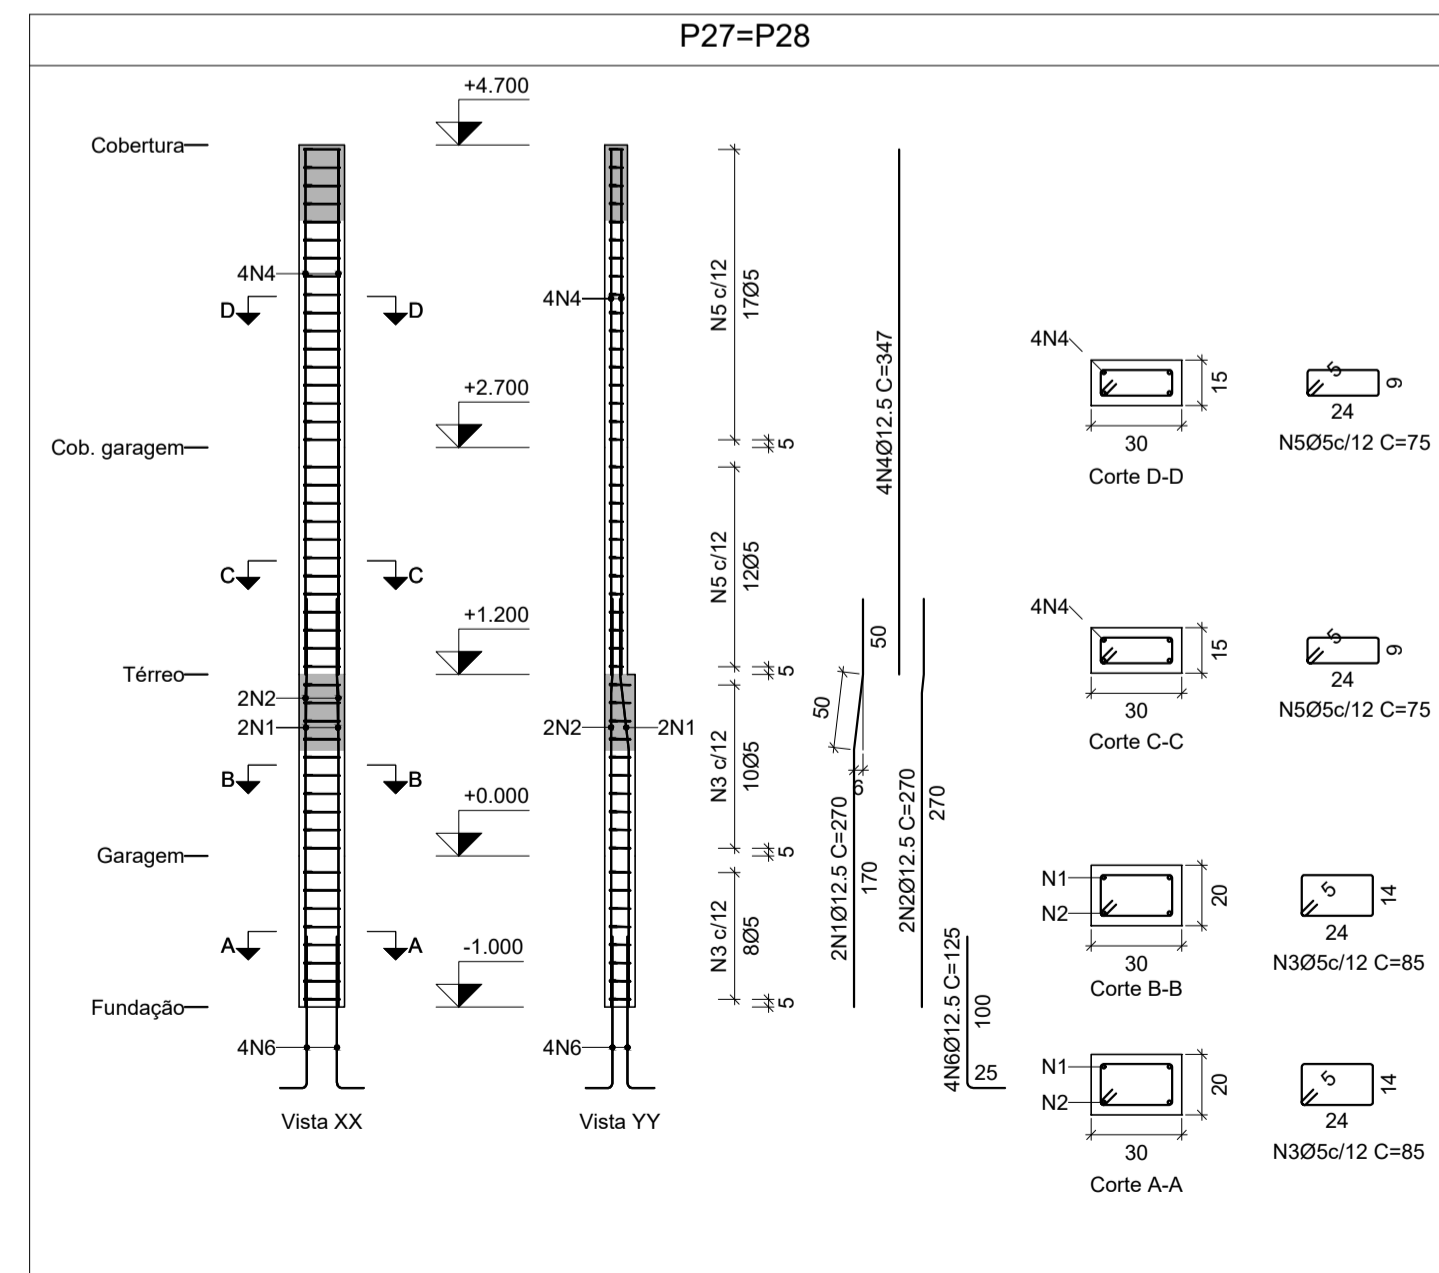 P27=P28
+4.700
Cobertura
4N4
4N4
D
D
N5 c/12
17Ø5
4N4Ø12.5 C=347
4N4
15
30
Corte D-D
5
9
24
N5Ø5c/12 C=75
+2.700
Cob. garagem
5
C
C
N5 c/12
12Ø5
4N4
15
30
Corte C-C
5
9
24
N5Ø5c/12 C=75
+1.200
Térreo
5
50
50
6
2N2
2N1
2N2
2N1
N3 c/12
10Ø5
2N1Ø12.5 C=270
170
2N2Ø12.5 C=270
270
B
B
N1
N2
20
30
Corte B-B
5
14
24
N3Ø5c/12 C=85
+0.000
Garagem
5
A
A
N3 c/12
8Ø5
-1.000
Fundação
5
4N6Ø12.5 C=125
100
25
4N6
4N6
N1
N2
20
30
Corte A-A
5
14
24
N3Ø5c/12 C=85
Vista XX
Vista YY